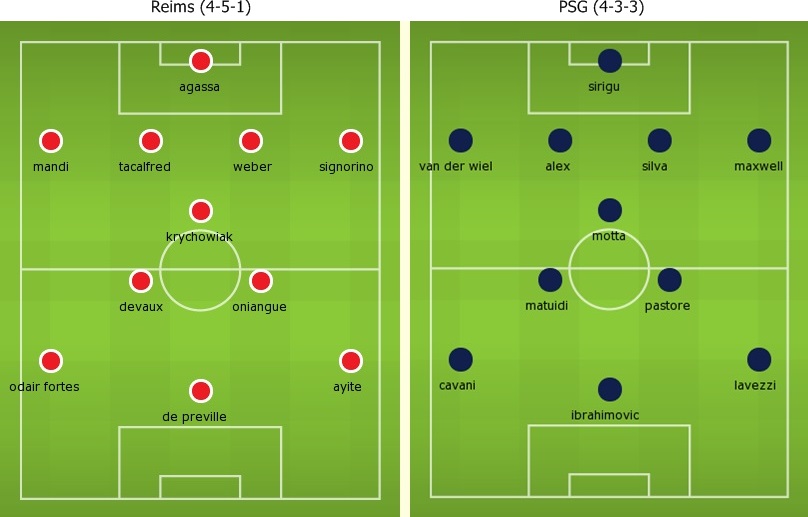 Reims (4-5-1)
agassa
mandi
tacalfred
weber
signorino
krychowiak
devaux
oniangue
odair fortes
de preville
ayite
PSG (4-3-3)
sirigu
van der wiel
alex
silva
maxwell
motta
matuidi
pastore
cavani
ibrahimovic
lavezzi